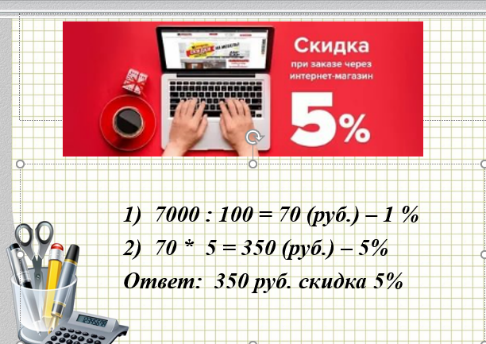 Скидка
при заказе через
интернет-магазин
5%
1) 7000 : 100 = 70 (руб.) – 1 %
2) 70 * 5 = 350 (руб.) – 5%
Ответ: 350 руб. скидка 5%